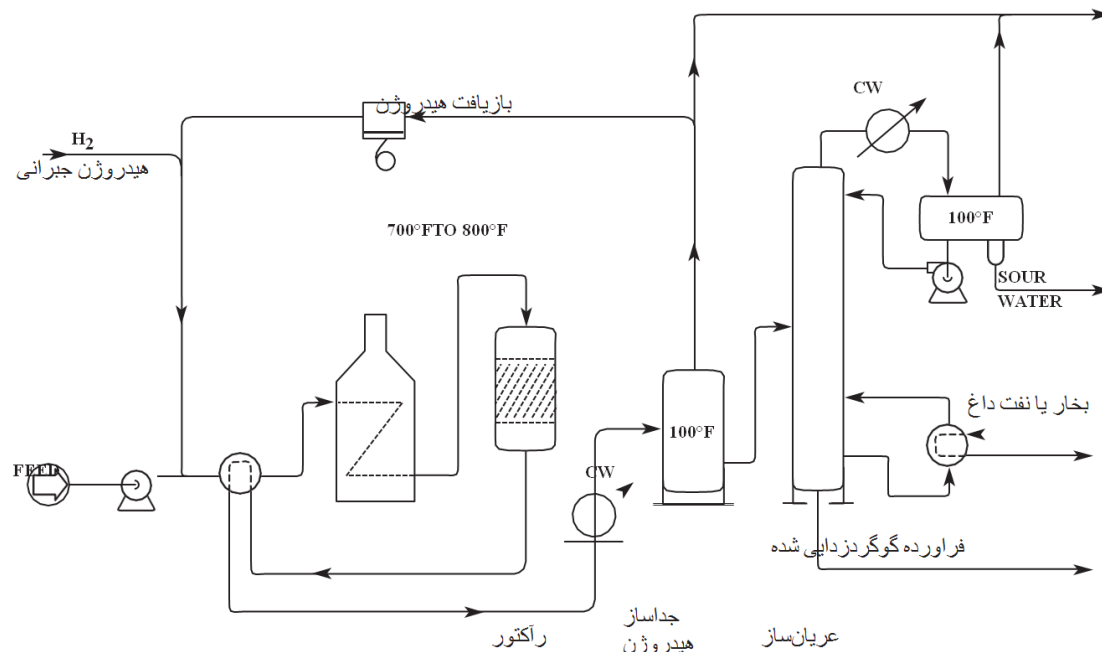 CW
بازیافت هیدروژن
H2
هیدروژن جبرانی
100°F
700°FTO 800°F
SOUR
WATER
بخار یا نفت داغ
100°F
FEED
CW
فراورده گوگردزدایی شده
رآکتور
جداساز
هیدروژن
عریان‌ساز